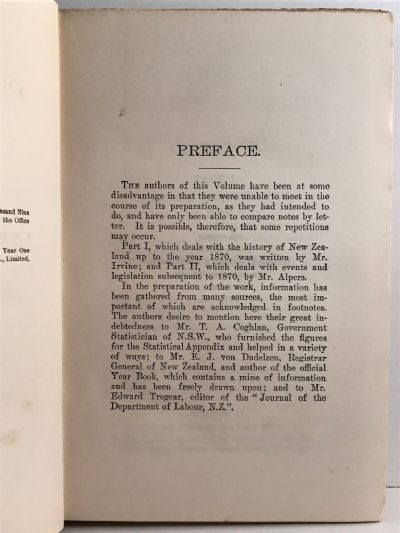 usand Nine
the Office
Year One
., Limited,
PREFACE.
THE authors of this Volume have been at some
disadvantage in that they were unable to meet in the
course of its preparation, as they had intended to
do, and have only been able to compare notes by let-
ter. It is possible, therefore, that some repetitions
may occur.
Part I, which deals with the history of New Zea-
land up to the year 1870, was written by Mr.
Irvine; and Part II, which deals with events and
legislation subsequent to 1870, by Mr. Alpers.
In the preparation of the work, information has
been gathered from many sources, the most im-
portant of which are acknowledged in footnotes.
The authors desire to mention here their great in-
debtedness to Mr. T. A. Coghlan, Government
Statistician of N.S.W., who furnished the figures
for the Statistical Appendix and helped in a variety
of ways; to Mr. E. J. von Dadelzen, Registrar
General of New Zealand, and author of the official
Year Book, which contains a mine of information
and has been freely drawn upon; and to Mr.
Edward Tregear, editor of the "Journal of the
Department of Labour, N.Z.".